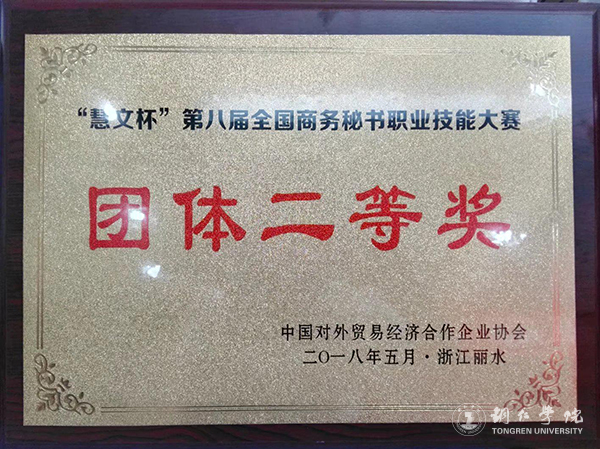 “慧文杯”第八届全国商务秘书职业技能大赛
团体二等奖
中国对外贸易经济合作企业协会
二〇一八年五月·浙江丽水
铜仁学院
TONGREN UNIVERSITY